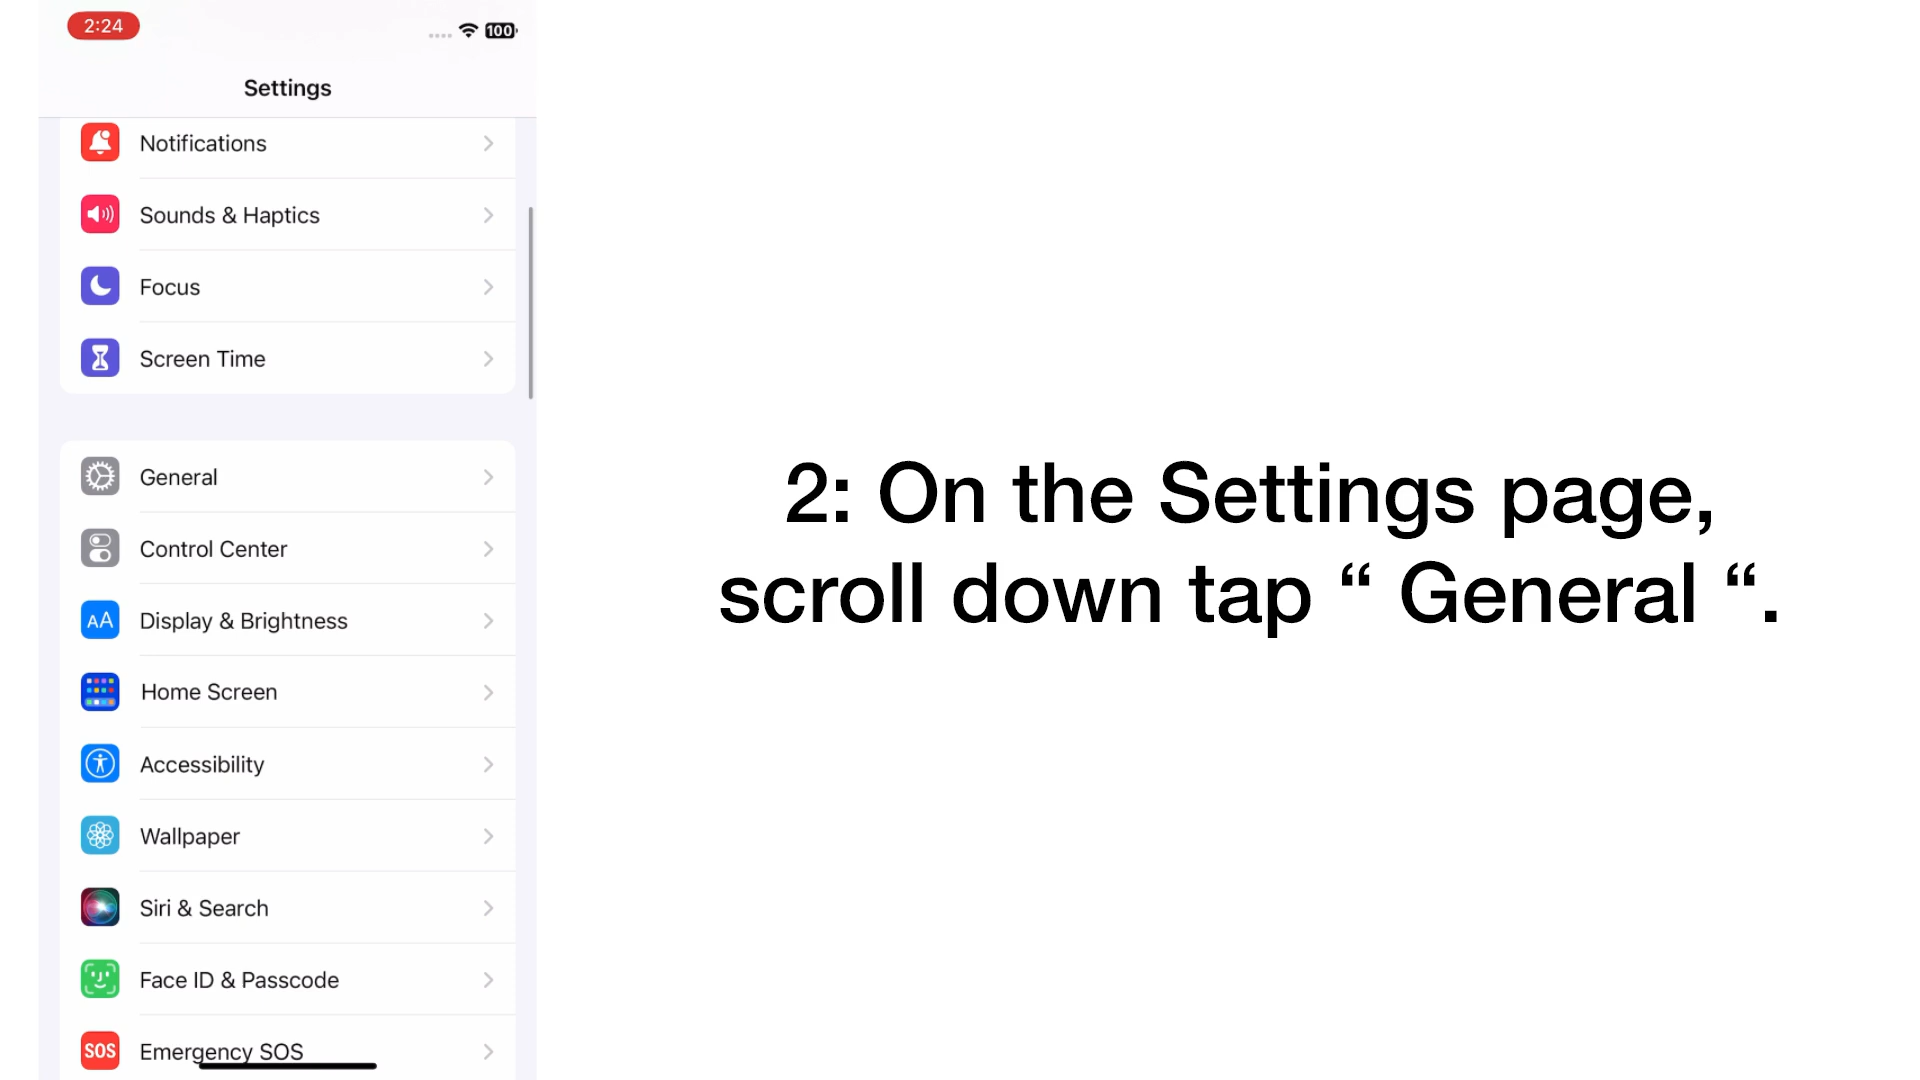 2:24
100
Settings
Notifications
Sounds & Haptics
Focus
Screen Time
General
Control Center
AA
Display & Brightness
Home Screen
Accessibility
Wallpaper
Siri & Search
Face ID & Passcode
SOS
Emergency SOS
2: On the Settings page,
scroll down tap “ General “.